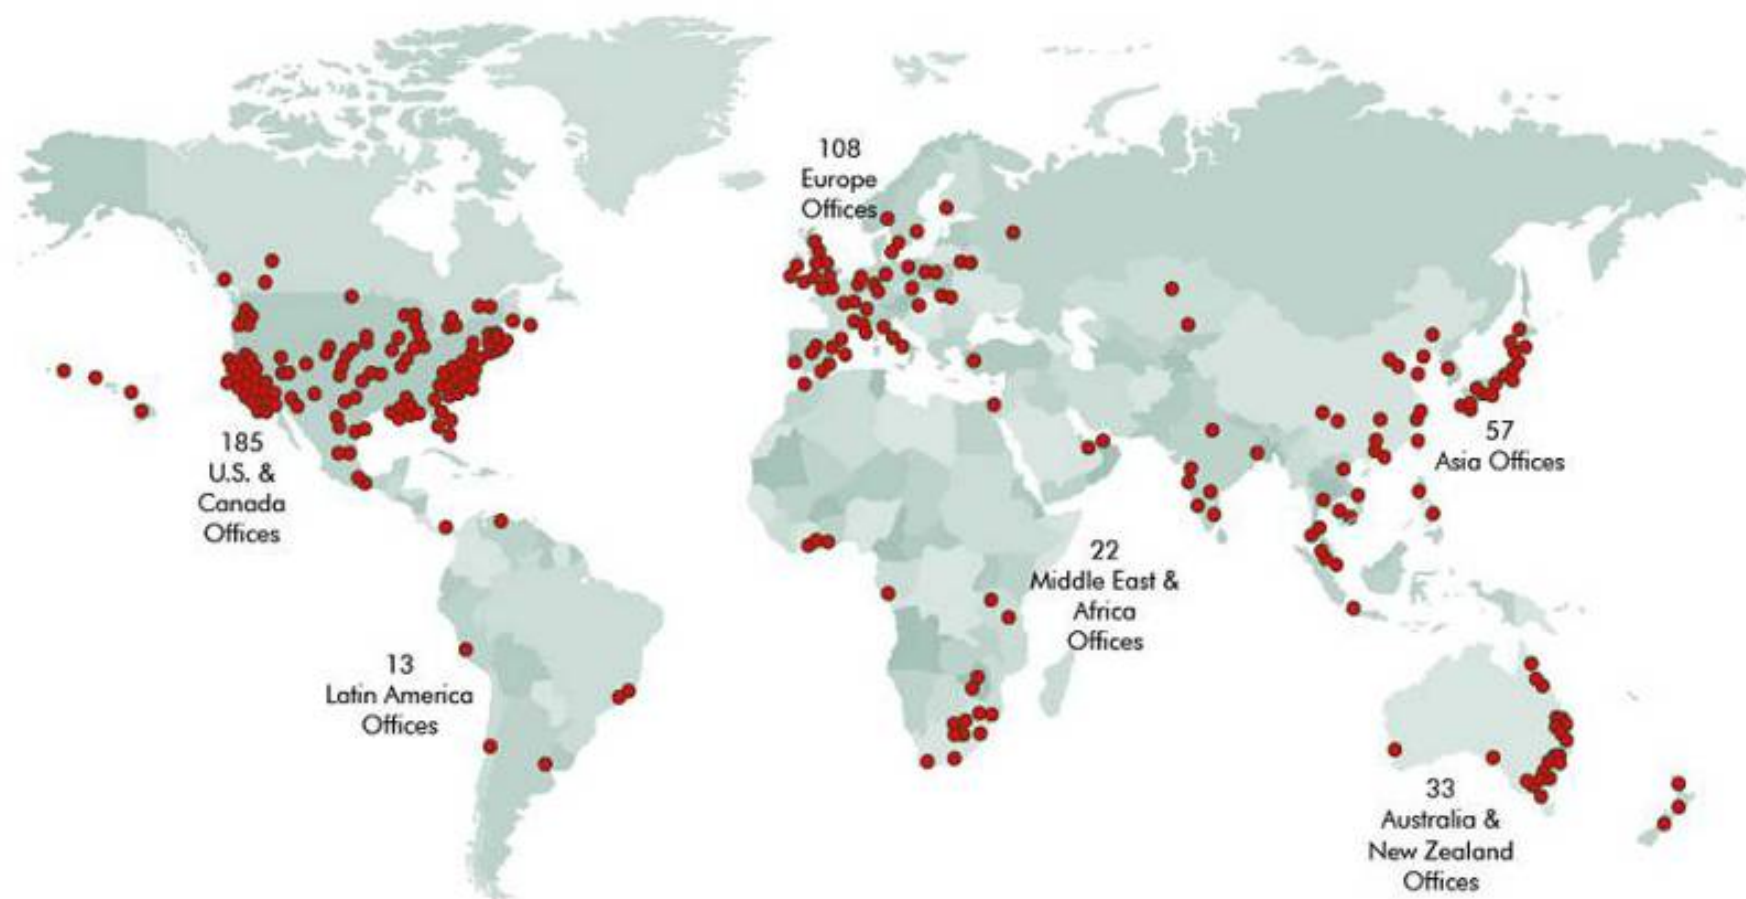 108
Europe
Offices
185
U.S. &
Canada
Offices
57
Asia Offices
22
Middle East &
Africa
Offices
13
Latin America
Offices
33
Australia &
New Zealand
Offices